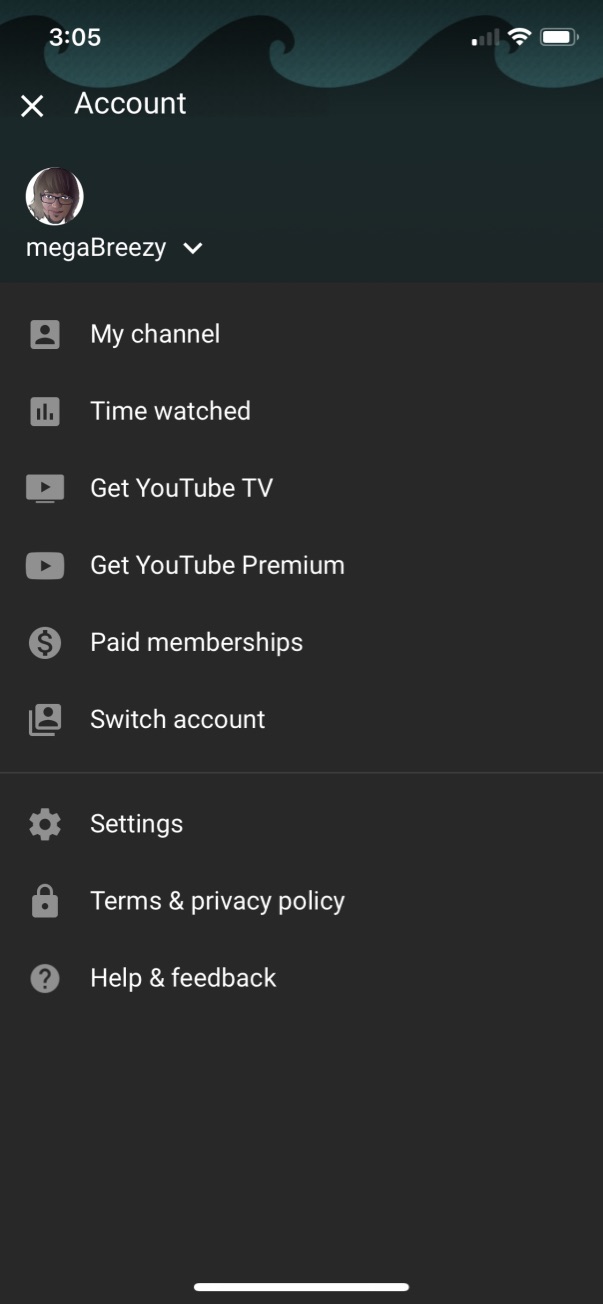 3:05
Account
megaBreezy
My channel
Time watched
Get YouTube TV
Get YouTube Premium
Paid memberships
Switch account
Settings
Terms & privacy policy
Help & feedback